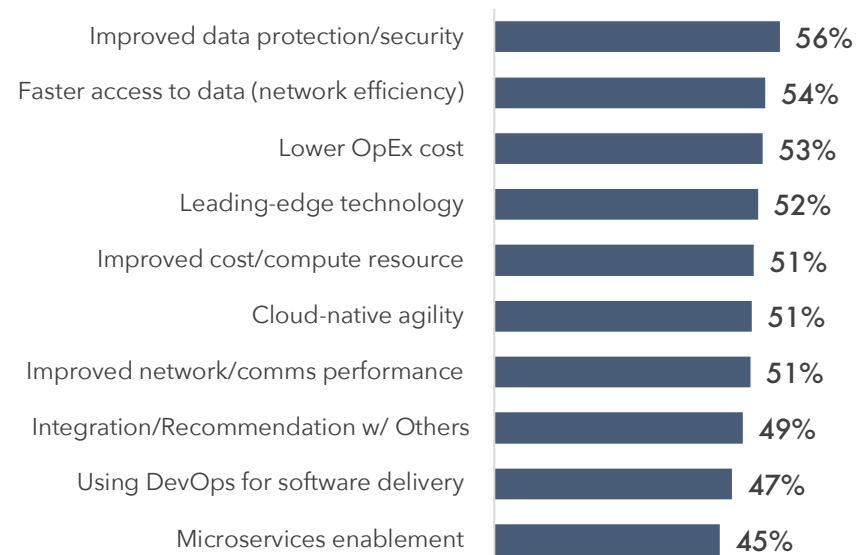 Improved data protection/security 56%
Faster access to data (network efficiency) 54%
Lower OpEx cost 53%
Leading-edge technology 52%
Improved cost/compute resource 51%
Cloud-native agility 51%
Improved network/comms performance 51%
Integration/Recommendation w/ Others 49%
Using DevOps for software delivery 47%
Microservices enablement 45%